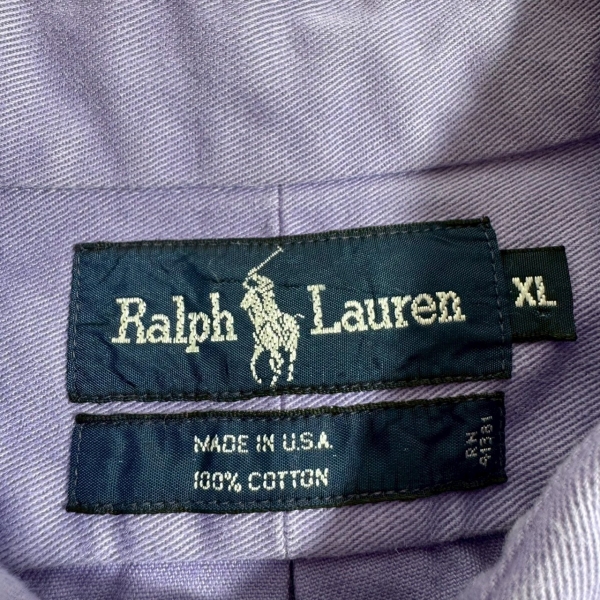 Ralph Lauren
XL
MADE IN U.S.A.
100% COTTON
RN
41381